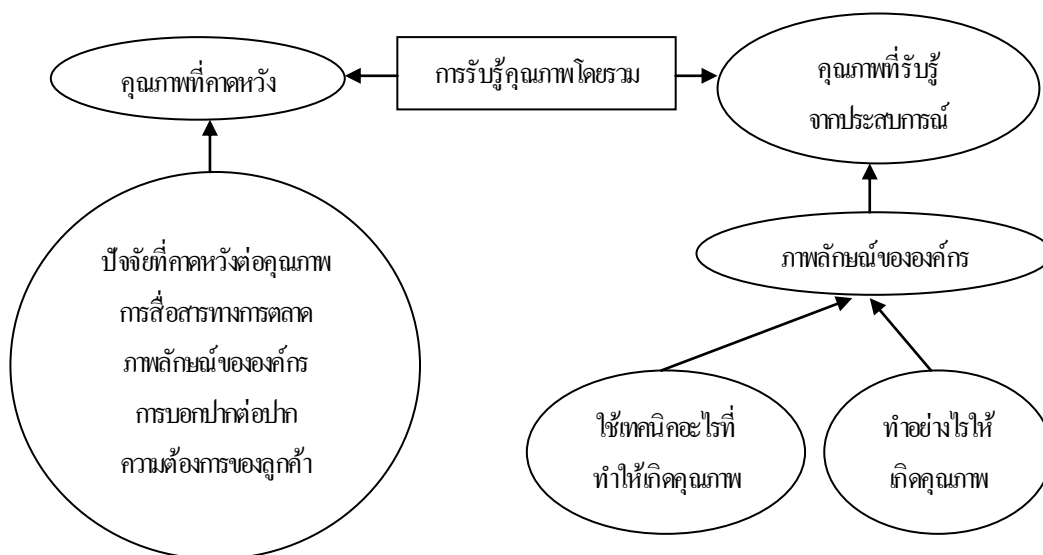 คุณภาพที่คาดหวัง
การรับรู้คุณภาพโดยรวม
คุณภาพที่รับรู้
จากประสบการณ์
ปัจจัยที่คาดหวังต่อคุณภาพ
การสื่อสารทางการตลาด
ภาพลักษณ์ขององค์กร
การบอกปากต่อปาก
ความต้องการของลูกค้า
ภาพลักษณ์ขององค์กร
ใช้เทคนิคอะไรที่
ทำให้เกิดคุณภาพ
ทำอย่างไรให้
เกิดคุณภาพ